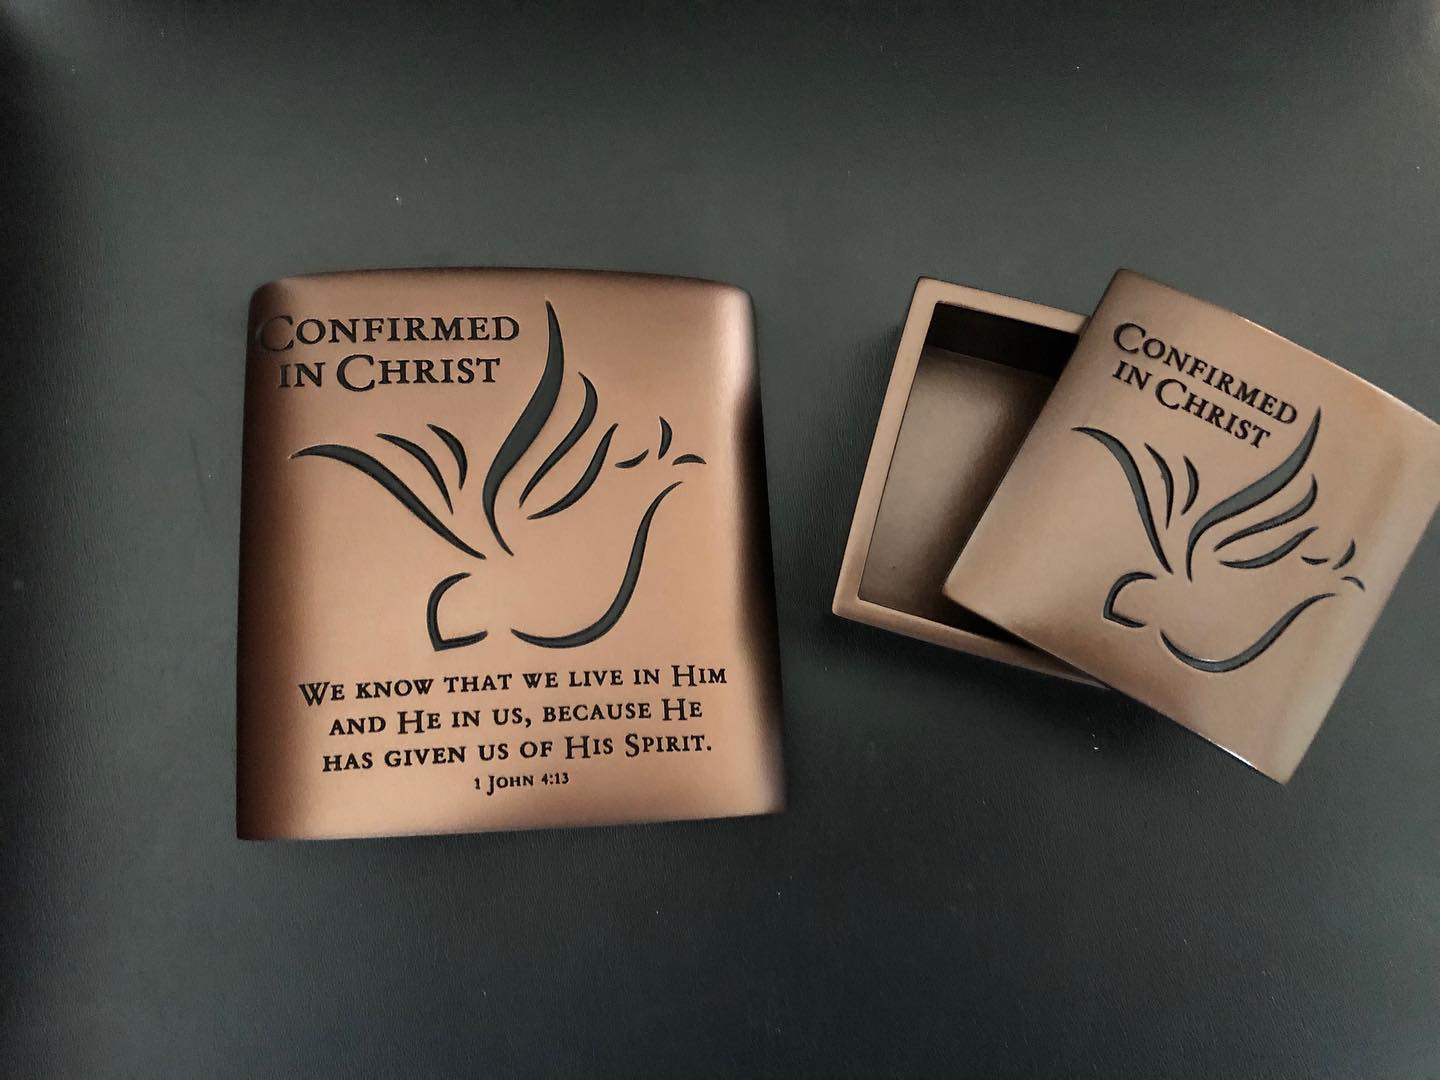 CONFIRMED
IN CHRIST
WE KNOW THAT WE LIVE IN HIM
AND HE IN US, BECAUSE HE
HAS GIVEN US OF HIS SPIRIT.
1 JOHN 4:13
CONFIRMED
IN CHRIST